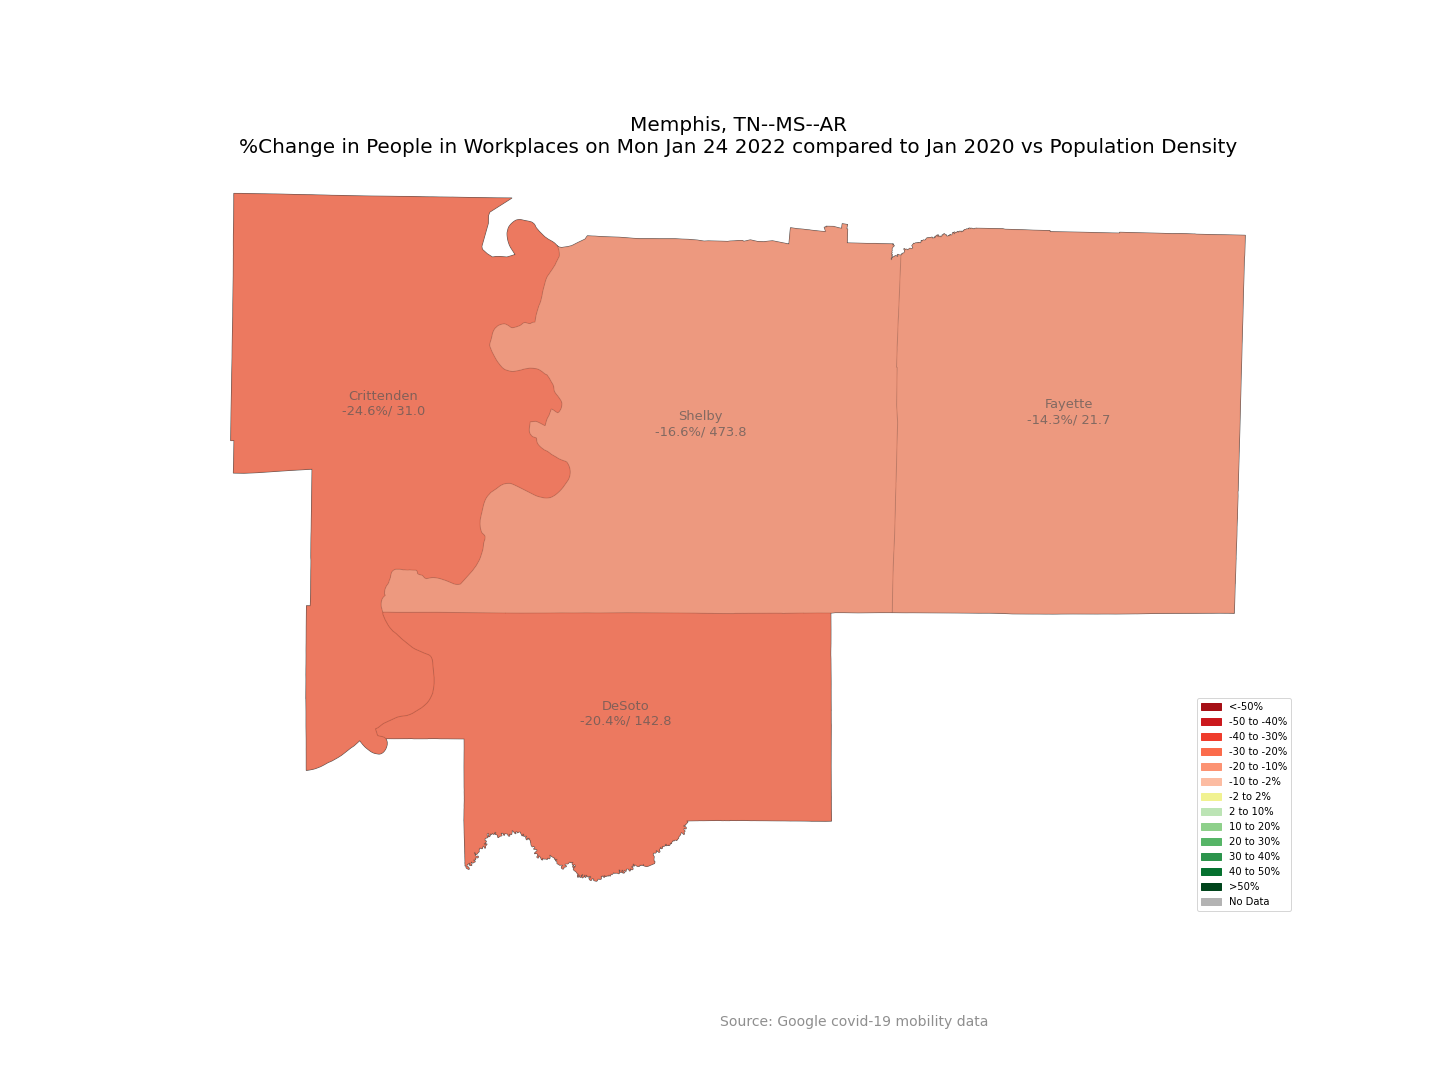 Memphis, TN--MS--AR
%Change in People in Workplaces on Mon Jan 24 2022 compared to Jan 2020 vs Population Density
Crittenden
-24.6%/ 31.0
Shelby
-16.6%/ 473.8
Fayette
-14.3%/ 21.7
DeSoto
-20.4%/ 142.8
<-50%
-50 to -40%
-40 to -30%
-30 to -20%
-20 to -10%
-10 to -2%
-2 to 2%
2 to 10%
10 to 20%
20 to 30%
30 to 40%
40 to 50%
>50%
No Data
Source: Google covid-19 mobility data